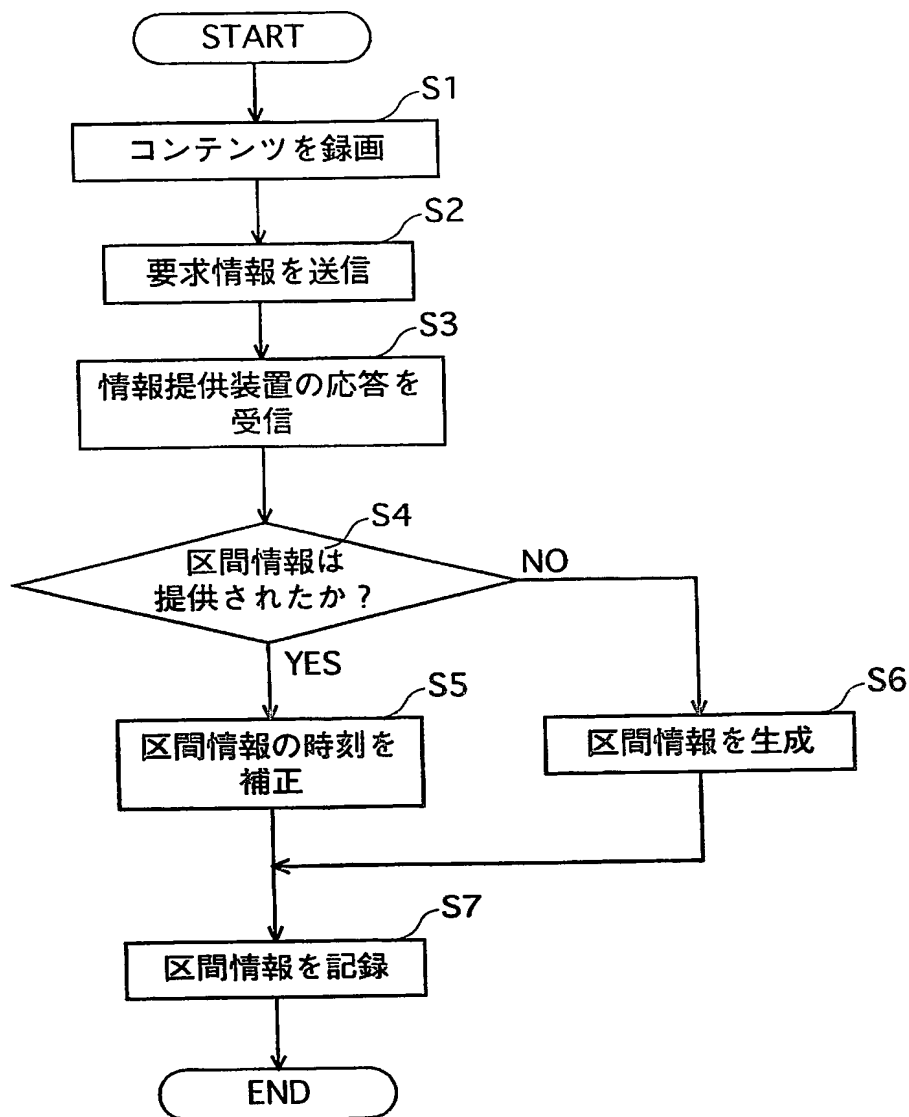 START
S1
コンテンツを録画
S2
要求情報を送信
S3
情報提供装置の応答を
受信
S4
区間情報は
提供されたか?
NO
YES
S5
区間情報の時刻を
補正
S6
区間情報を生成
S7
区間情報を記録
END